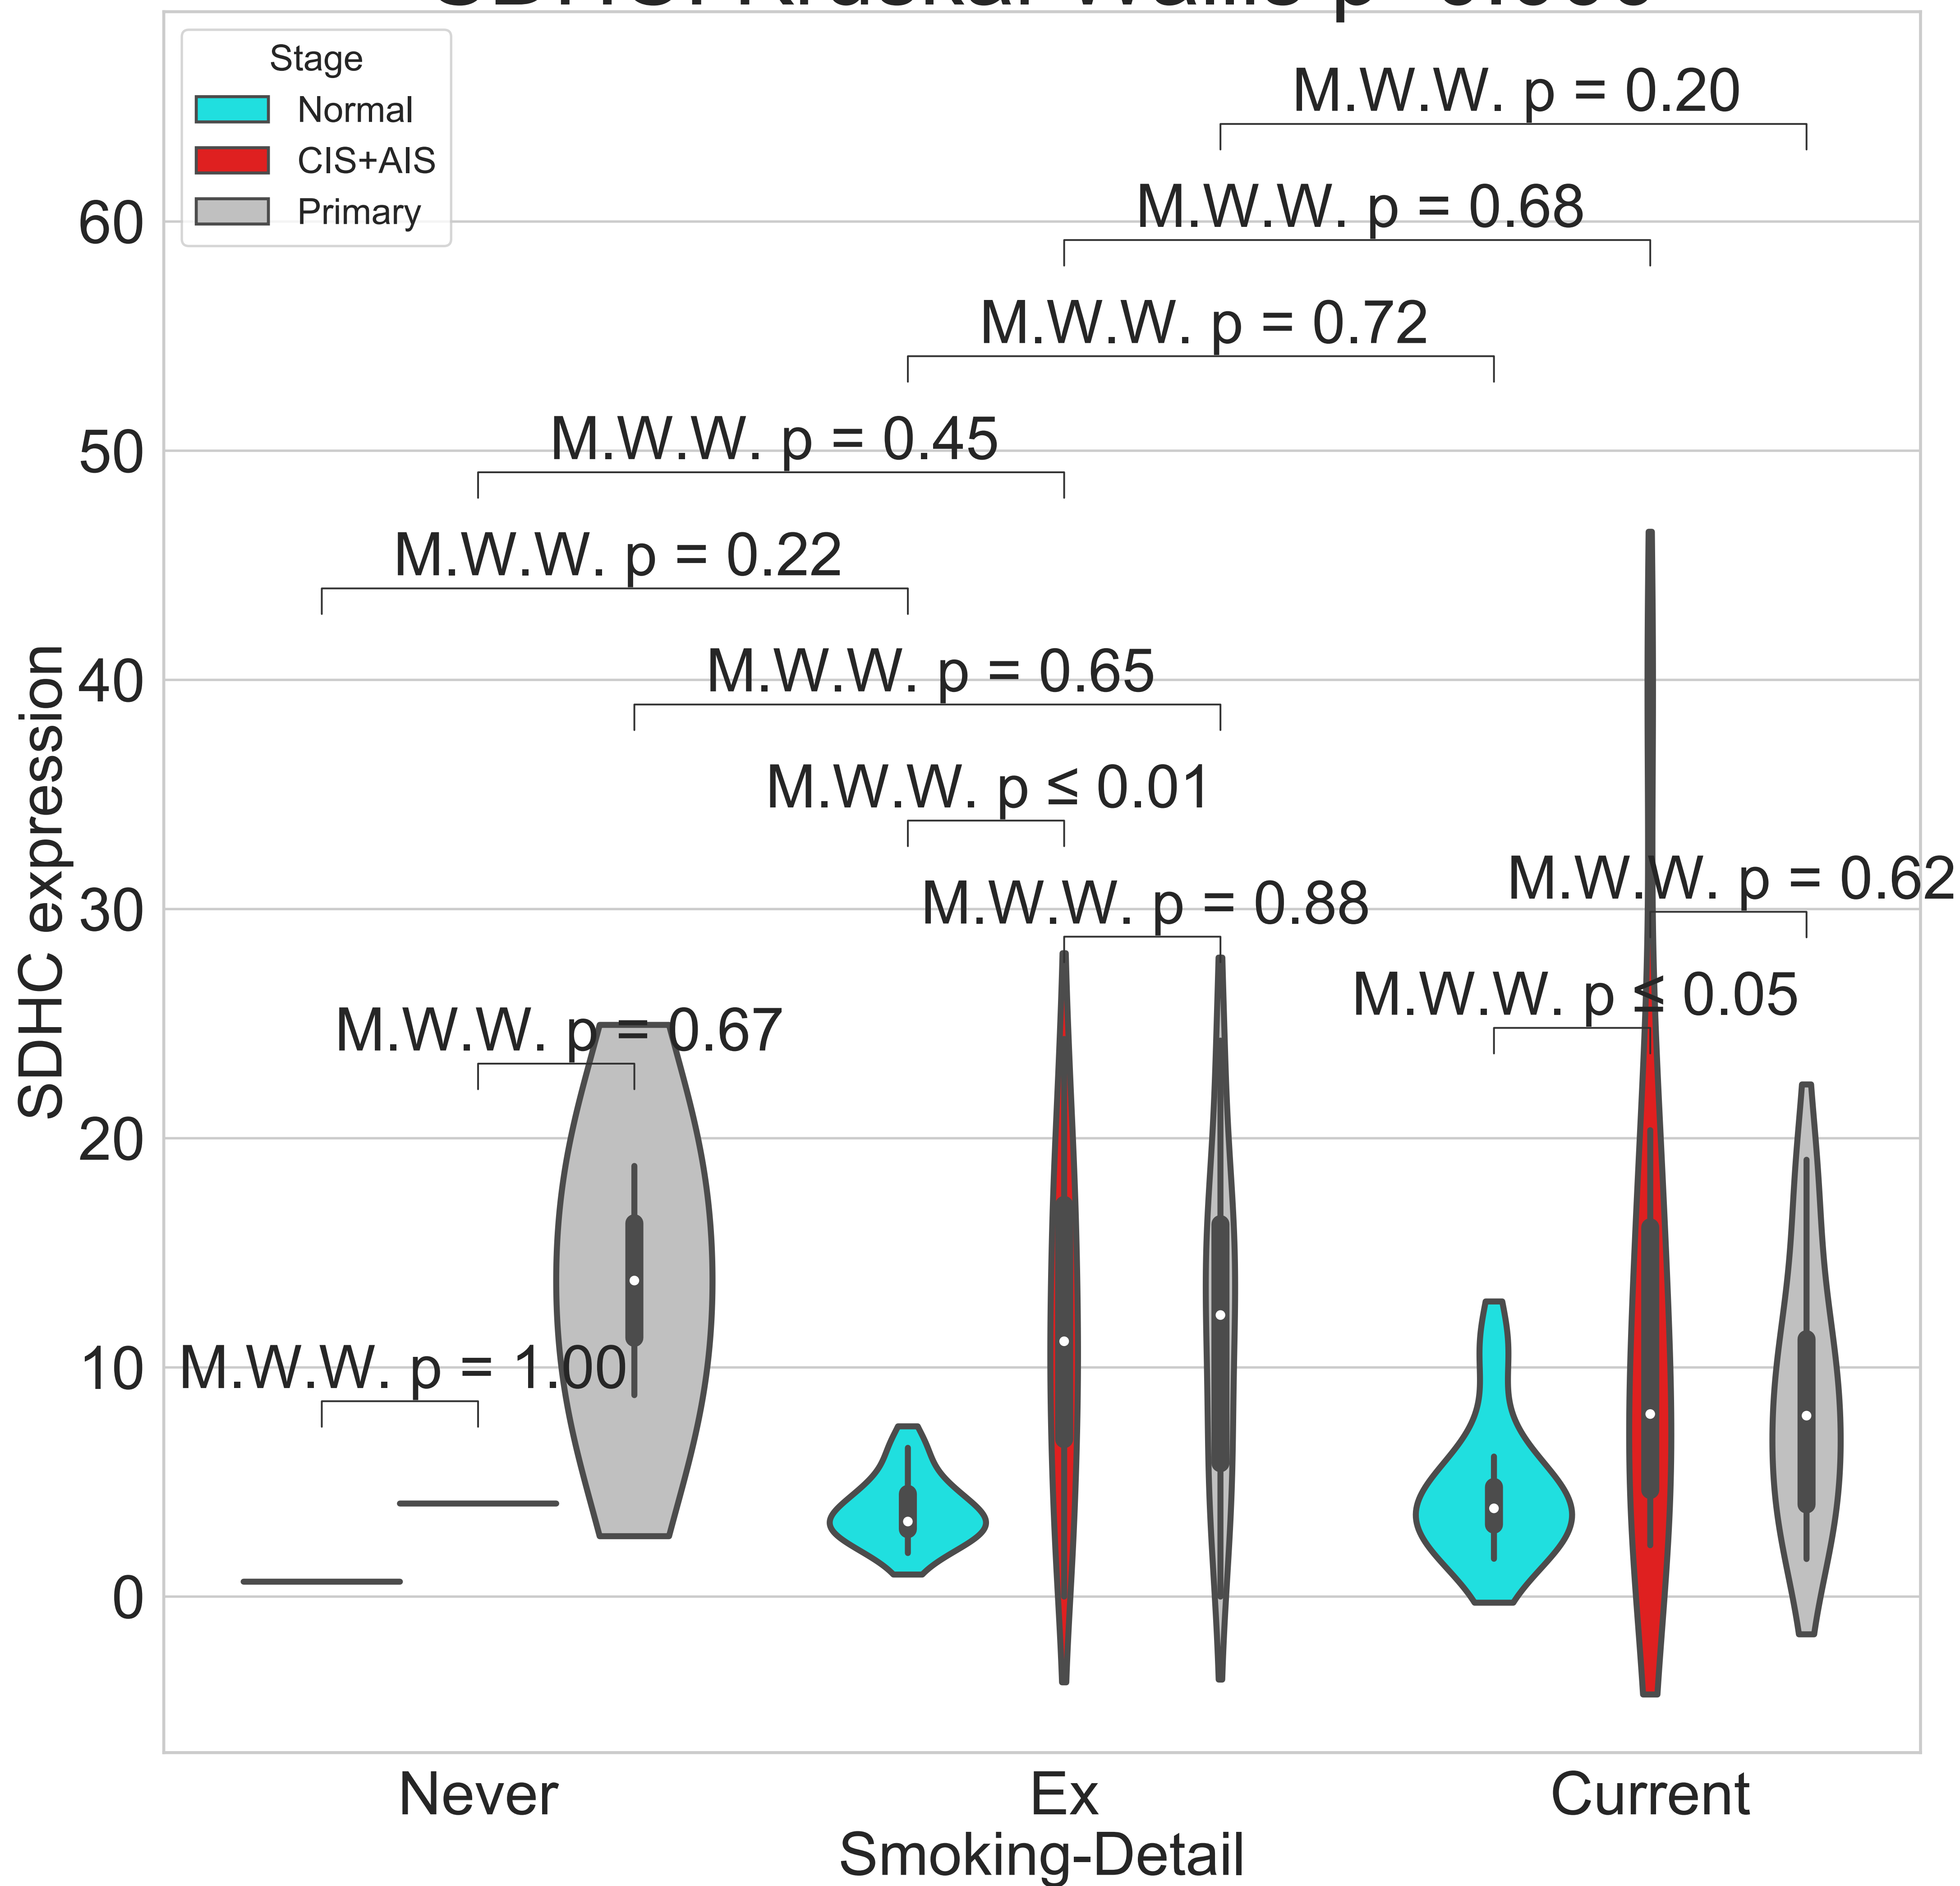 Stage
Normal
CIS+AIS
Primary
M.W.W. p = 0.20
M.W.W. p = 0.68
M.W.W. p = 0.72
M.W.W. p = 0.45
M.W.W. p = 0.22
M.W.W. p = 0.65
M.W.W. p ≤ 0.01
M.W.W. p = 0.88
M.W.W. p = 0.62
M.W.W. p ≤ 0.05
M.W.W. p = 0.67
M.W.W. p = 1.00
60
50
40
30
20
10
0
SDHC expression
Never
Ex
Current
Smoking-Detail